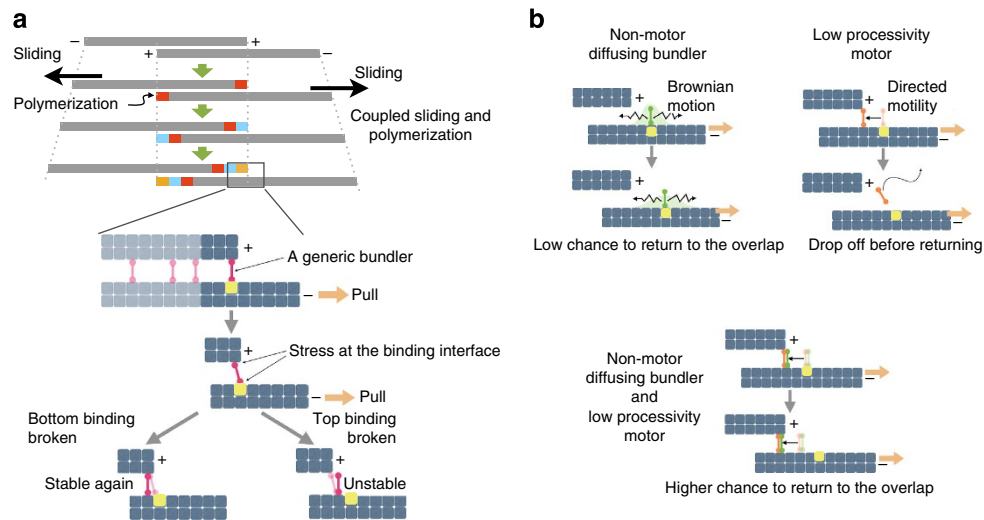 a
− +
+ −
Sliding
Sliding
Polymerization
Coupled sliding and
polymerization
+
A generic bundler
− Pull
+
Stress at the binding interface
− Pull
Bottom binding
broken
Top binding
broken
+
+
Stable again
Unstable
b
Non-motor
diffusing bundler
Low processivity
motor
+
Brownian
motion
−
+
Directed
motility
−
+
−
+
−
Low chance to return to the overlap
Drop off before returning
Non-motor
diffusing bundler
and
low processivity
motor
+
−
+
−
Higher chance to return to the overlap